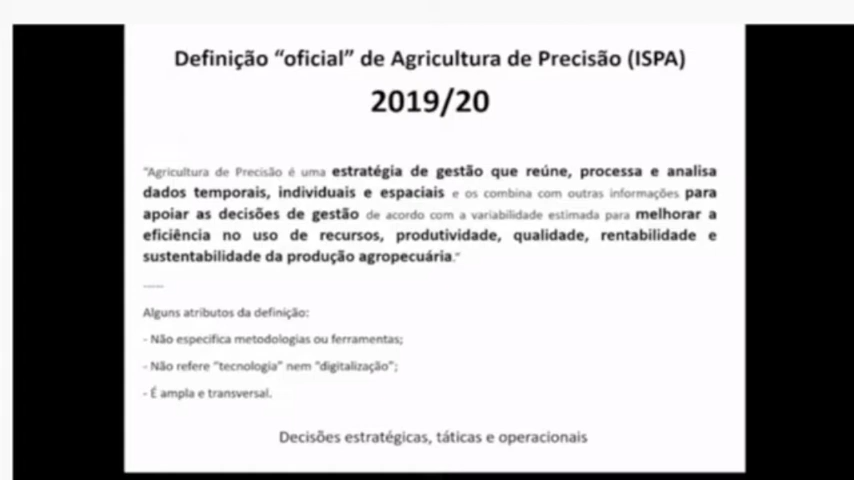 Definição “oficial” de Agricultura de Precisão (ISPA)
2019/20
"Agricultura de Precisão é uma estratégia de gestão que reúne, processa e analisa
dados temporais, individuais e espaciais e os combina com outras informações para
apoiar as decisões de gestão de acordo com a variabilidade estimada para melhorar a
eficiência no uso de recursos, produtividade, qualidade, rentabilidade e
sustentabilidade da produção agropecuária."
......
Alguns atributos da definição:
- Não especifica metodologias ou ferramentas;
- Não refere "tecnologia" nem "digitalização";
- É ampla e transversal.
Decisões estratégicas, táticas e operacionais